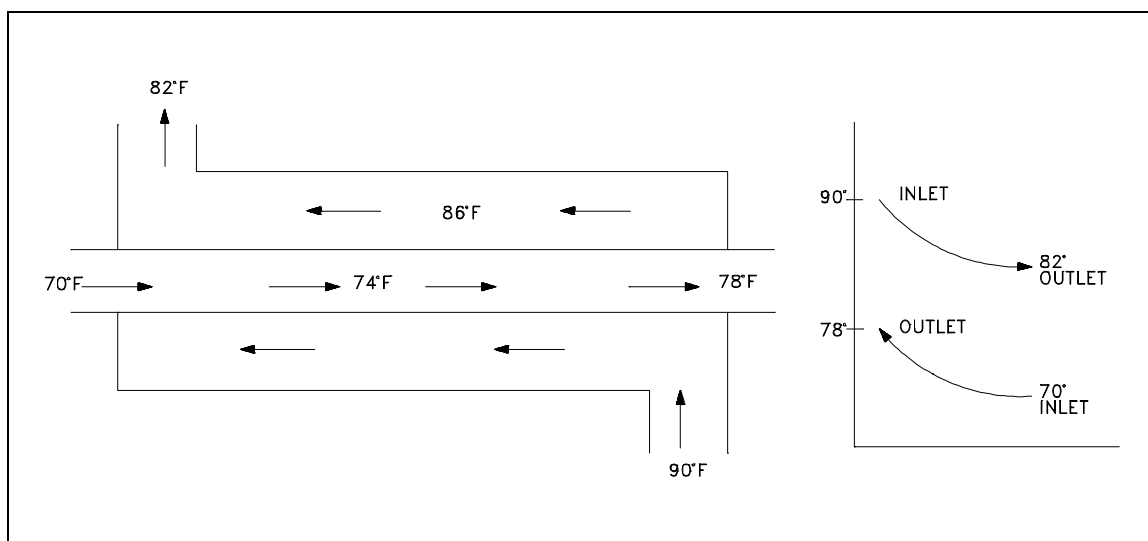 82°F
86°F
70°F
74°F
78°F
90°F
90°
INLET
82°
OUTLET
78°
OUTLET
70°
INLET